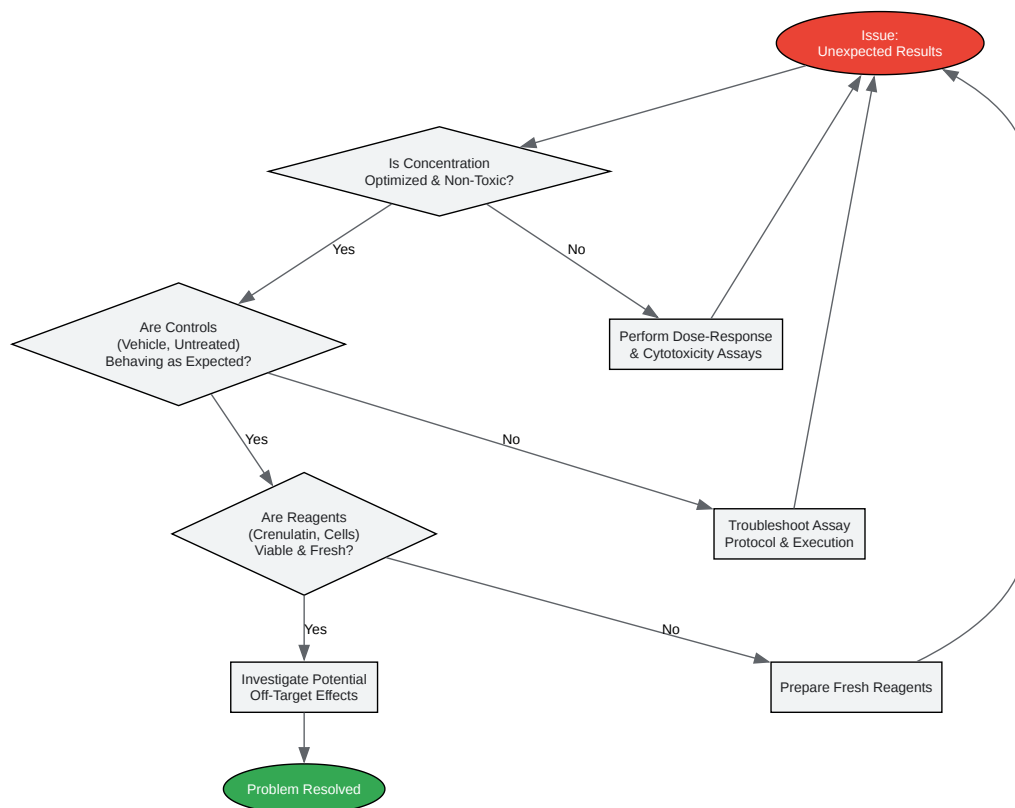 Issue:
Unexpected Results
Is Concentration
Optimized & Non-Toxic?
Yes
No
Are Controls
(Vehicle, Untreated)
Behaving as Expected?
Perform Dose-Response
& Cytotoxicity Assays
Yes
No
Are Reagents
(Crenulatin, Cells)
Viable & Fresh?
Troubleshoot Assay
Protocol & Execution
Yes
No
Investigate Potential
Off-Target Effects
Prepare Fresh Reagents
Problem Resolved